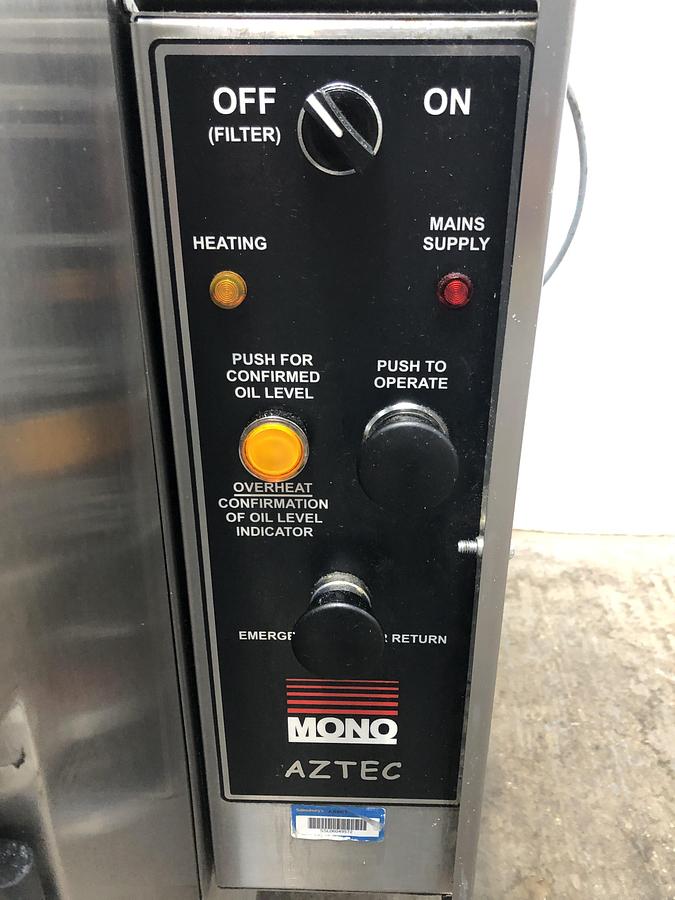 OFF
(FILTER)
ON
HEATING
MAINS
SUPPLY
PUSH FOR
CONFIRMED
OIL LEVEL
PUSH TO
OPERATE
OVERHEAT
CONFIRMATION
OF OIL LEVEL
INDICATOR
RETURN
MONO
AZTEC
Sainsbury's